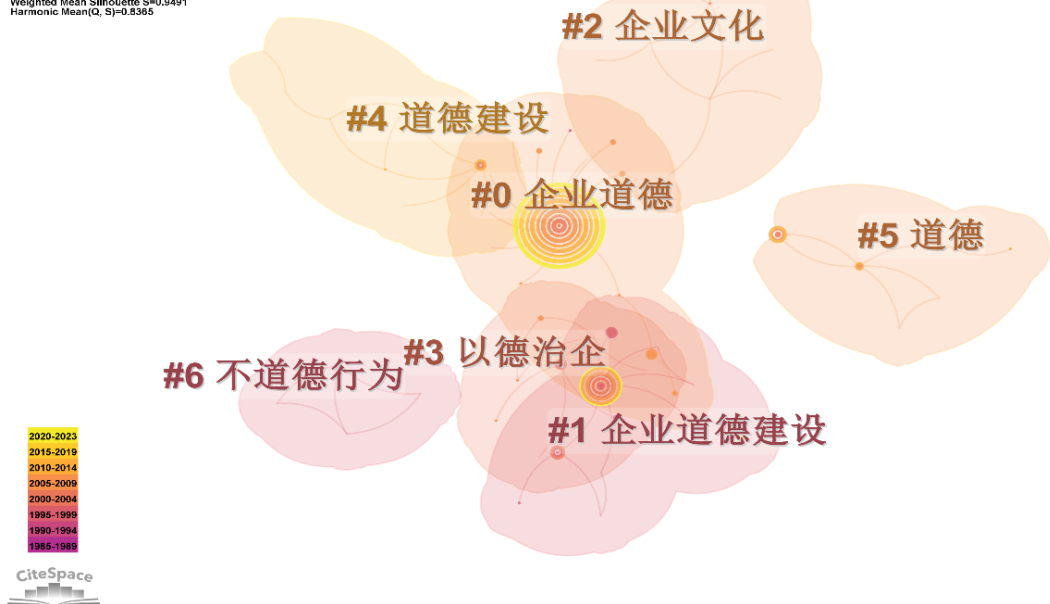 Weighted Mean Silhouette S=0.9491
Harmonic Mean(Q, S)=0.8365
#2 企业文化
#4 道德建设
#0 企业道德
#5 道德
#3 以德治企
#6 不道德行为
#1 企业道德建设
2020-2023
2015-2019
2010-2014
2005-2009
2000-2004
1995-1999
1990-1994
1985-1989
CiteSpace